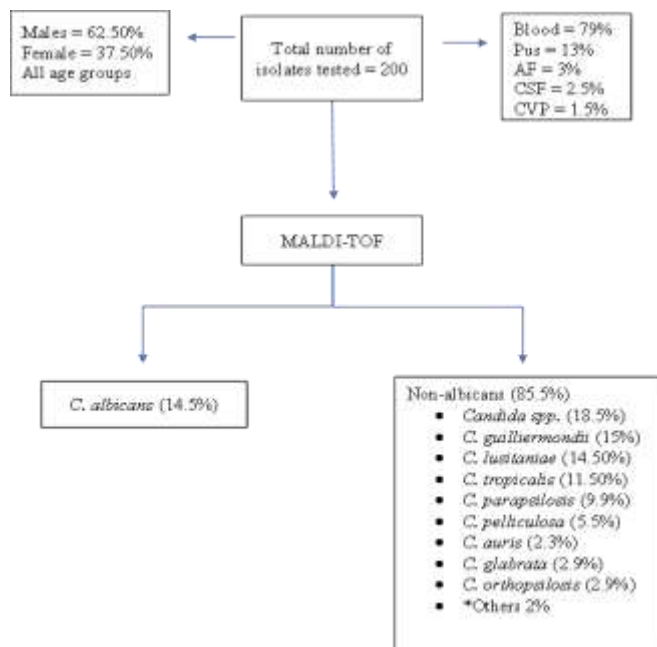 Males = 62.50%
Female = 37.50%
All age groups
Total number of
isolates tested = 200
Blood = 79%
Pus = 13%
AF = 3%
CSF = 2.5%
CVP = 1.5%
MALDI-TOF
C. albicans (14.5%)
Non-albicans (85.5%)
Candida spp. (18.5%)
C. guilliermondii (15%)
C. lusitaniae (14.50%)
C. tropicalis (11.50%)
C. parapsilosis (9.9%)
C. pelliculosa (5.5%)
C. auris (2.3%)
C. glabrata (2.9%)
C. orthopsilosis (2.9%)
*Others 2%